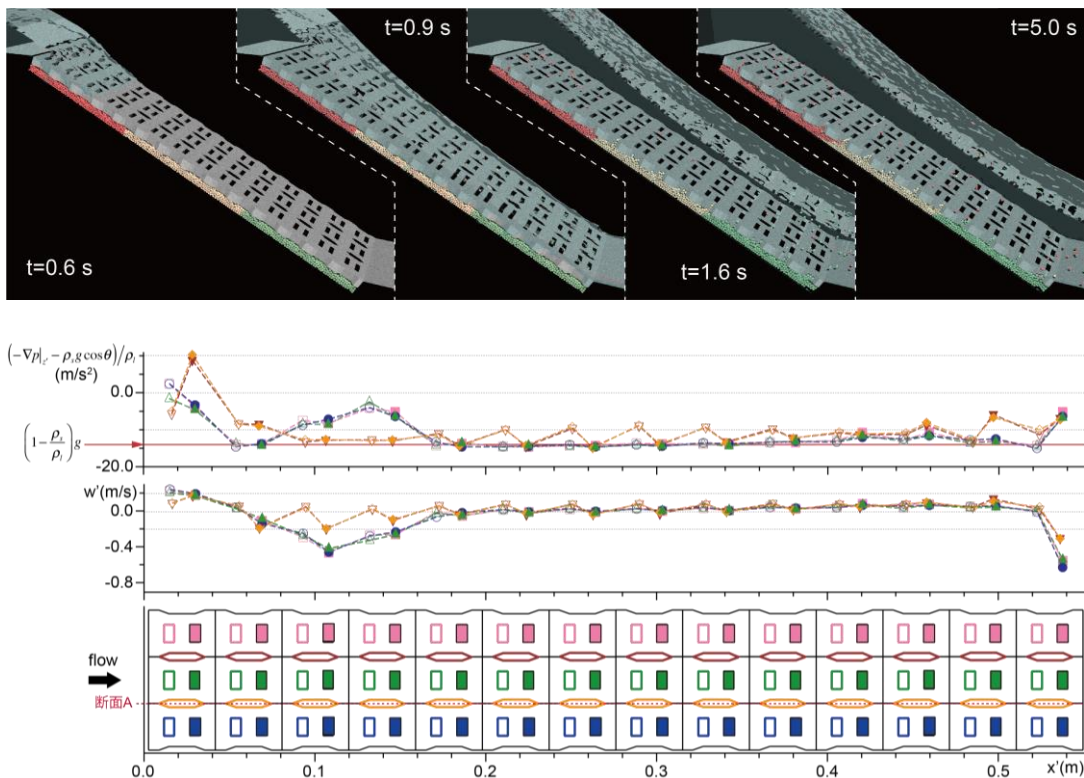 t=0.6 s
t=0.9 s
t=1.6 s
t=5.0 s
(-∇p|z' - ρsg cosθ)/ρl
(m/s²)
0.0
(1 - ρs/ρl)g
-20.0
w'(m/s)
0.0
-0.4
-0.8
flow
断面A
0.0 0.1 0.2 0.3 0.4 0.5 x'(m)